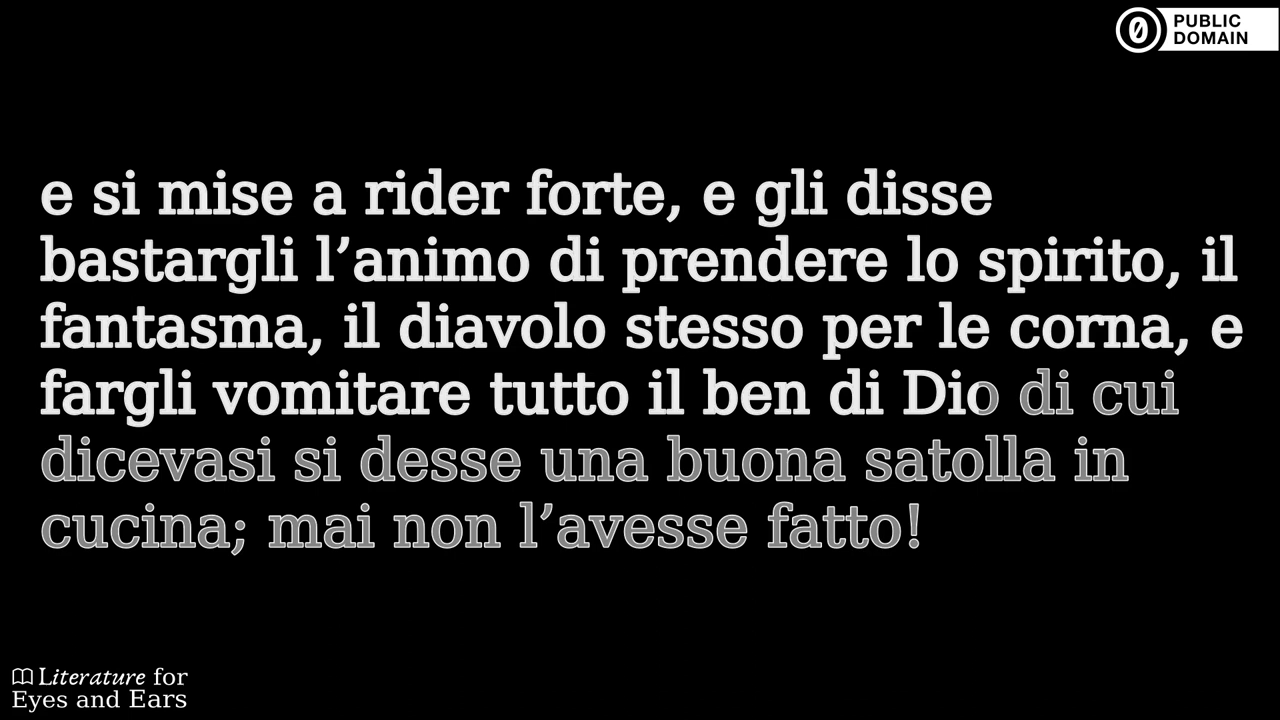 PUBLIC
DOMAIN
e si mise a rider forte, e gli disse
bastargli l’animo di prendere lo spirito, il
fantasma, il diavolo stesso per le corna, e
fargli vomitare tutto il ben di Dio di cui
dicevasi si desse una buona satolla in
cucina; mai non l’avesse fatto!
Literature for
Eyes and Ears